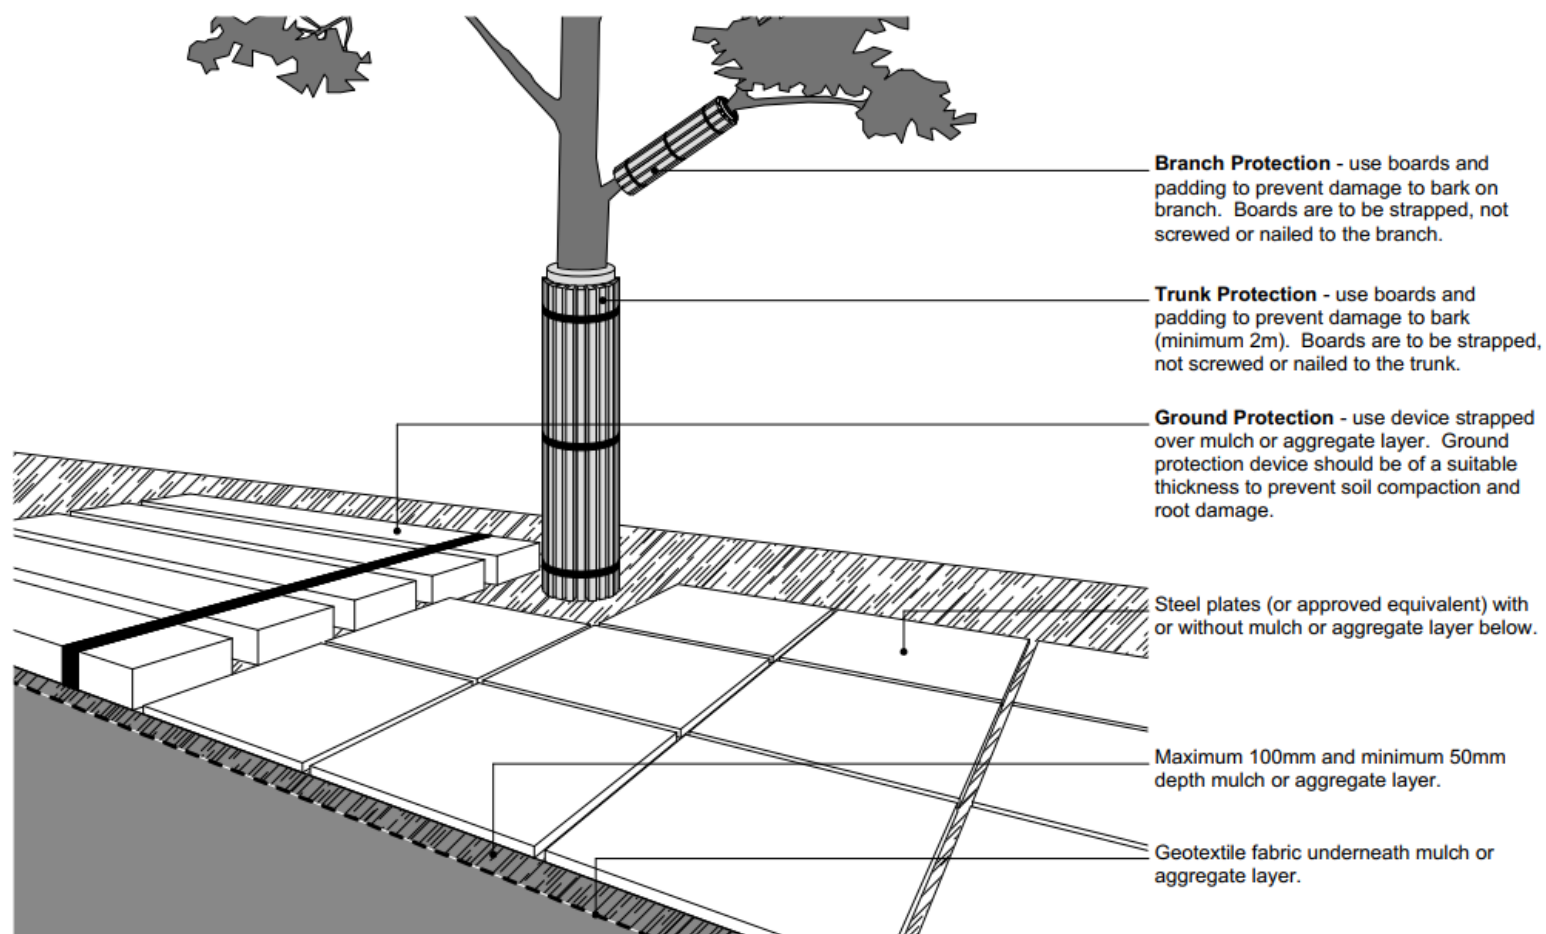 Branch Protection - use boards and
padding to prevent damage to bark on
branch. Boards are to be strapped, not
screwed or nailed to the branch.
Trunk Protection - use boards and
padding to prevent damage to bark
(minimum 2m). Boards are to be strapped,
not screwed or nailed to the trunk.
Ground Protection - use device strapped
over mulch or aggregate layer. Ground
protection device should be of a suitable
thickness to prevent soil compaction and
root damage.
Steel plates (or approved equivalent) with
or without mulch or aggregate layer below.
Maximum 100mm and minimum 50mm
depth mulch or aggregate layer.
Geotextile fabric underneath mulch or
aggregate layer.